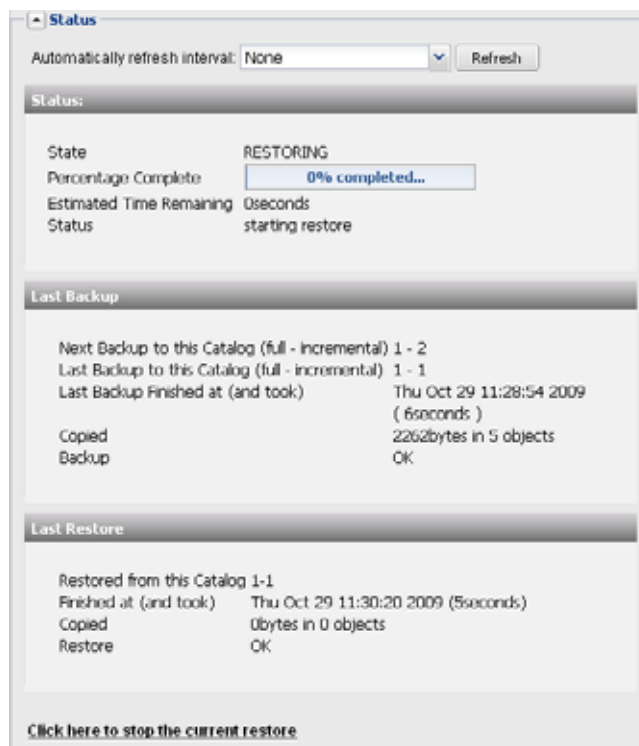 Status
Automatically refresh interval: None Refresh
Status:
State RESTORING
Percentage Complete 0% completed...
Estimated Time Remaining 0seconds
Status starting restore
Last Backup
Next Backup to this Catalog (full - incremental) 1 - 2
Last Backup to this Catalog (full - incremental) 1 - 1
Last Backup Finished at (and took) Thu Oct 29 11:28:54 2009
( 6seconds )
Copied 2262bytes in 5 objects
Backup OK
Last Restore
Restored from this Catalog 1-1
Finished at (and took) Thu Oct 29 11:30:20 2009 (5seconds)
Copied 0bytes in 0 objects
Restore OK
Click here to stop the current restore